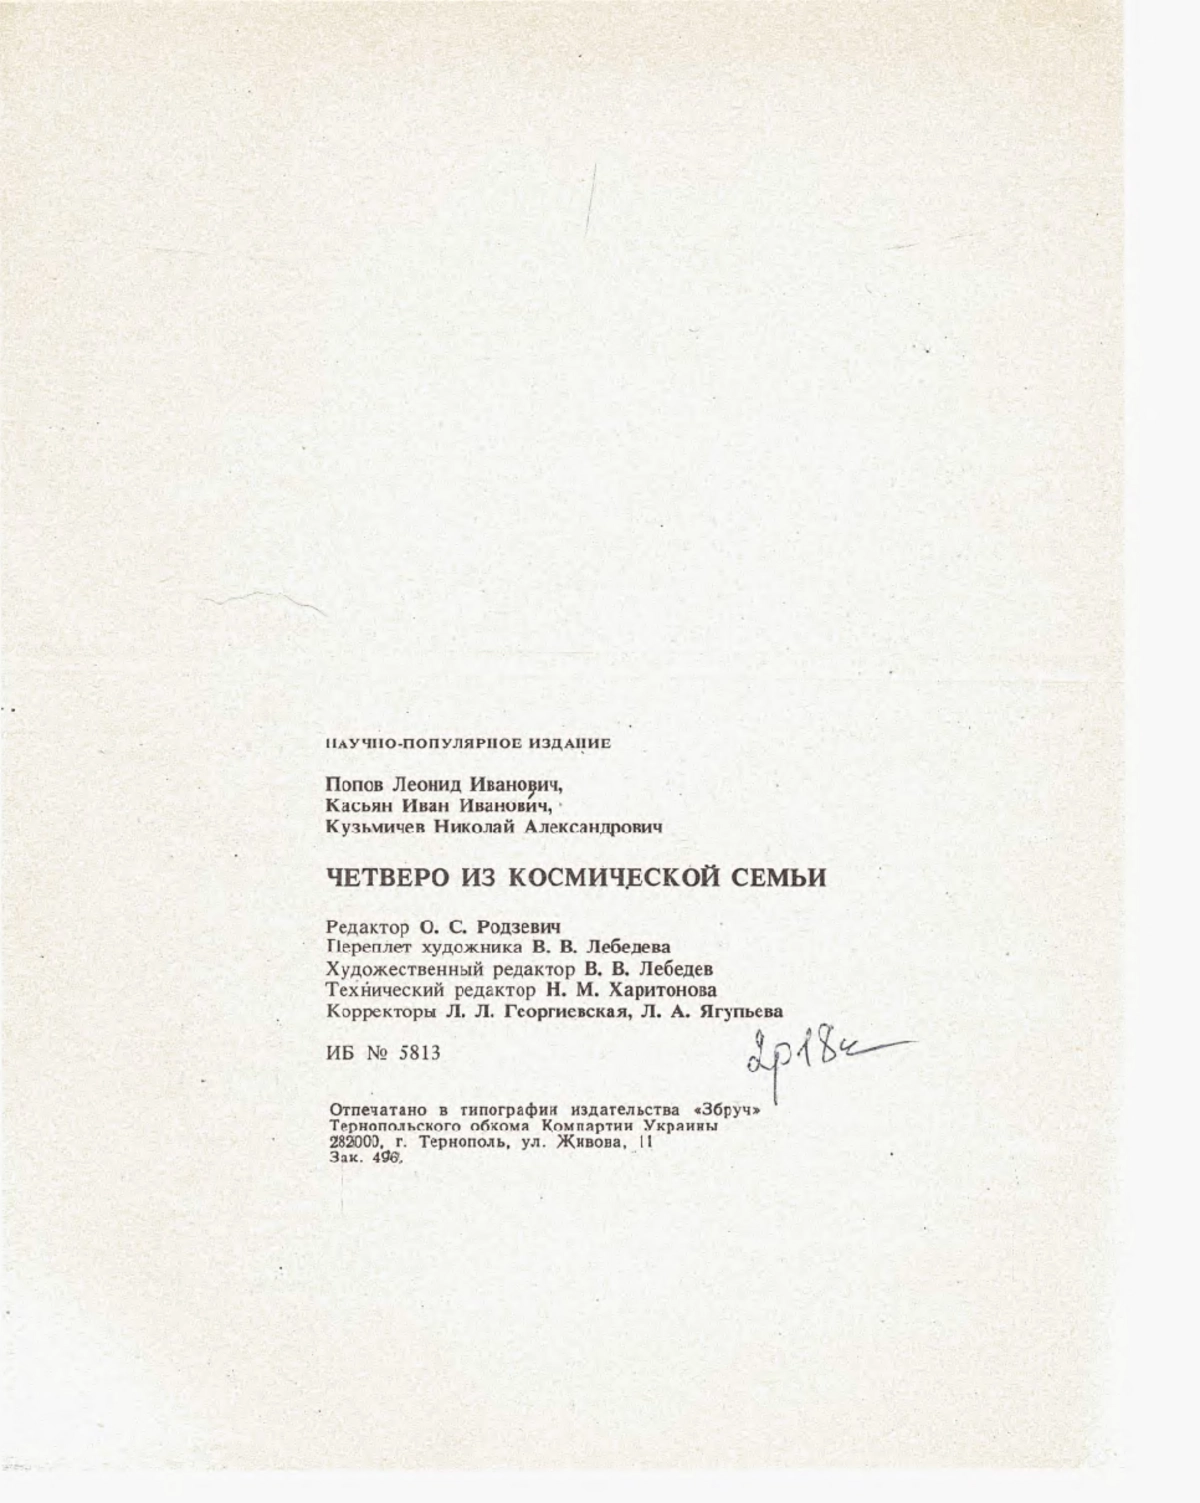 НАУЧНО-ПОПУЛЯРНОЕ ИЗДАНИЕ
Попов Леонид Иванович,
Касьян Иван Иванович,
Кузьмичев Николай Александрович
ЧЕТВЕРО ИЗ КОСМИЧЕСКОЙ СЕМЬИ
Редактор О. С. Родзевич
Переплет художника В. В. Лебедева
Художественный редактор В. В. Лебедев
Технический редактор Н. М. Харитонова
Корректоры Л. Л. Георгиевская, Л. А. Ягупьева
ИБ № 5813
2р18к
Отпечатано в типографии издательства «Збруч»
Тернопольского обкома Компартии Украины
282000, г. Тернополь, ул. Живова, 11
Зак. 496.